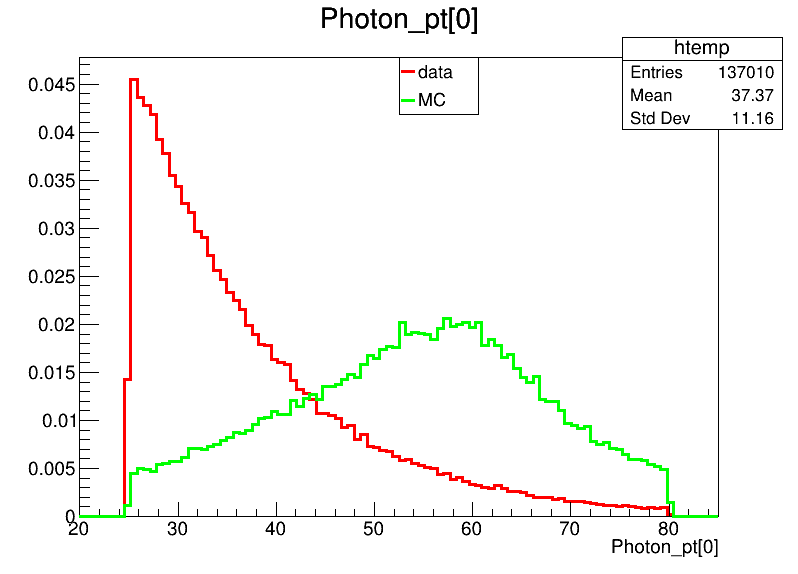 Photon_pt[0]
htemp
Entries 137010
Mean 37.37
Std Dev 11.16
data
MC
0.045
0.04
0.035
0.03
0.025
0.02
0.015
0.01
0.005
0
20 30 40 50 60 70 80
Photon_pt[0]